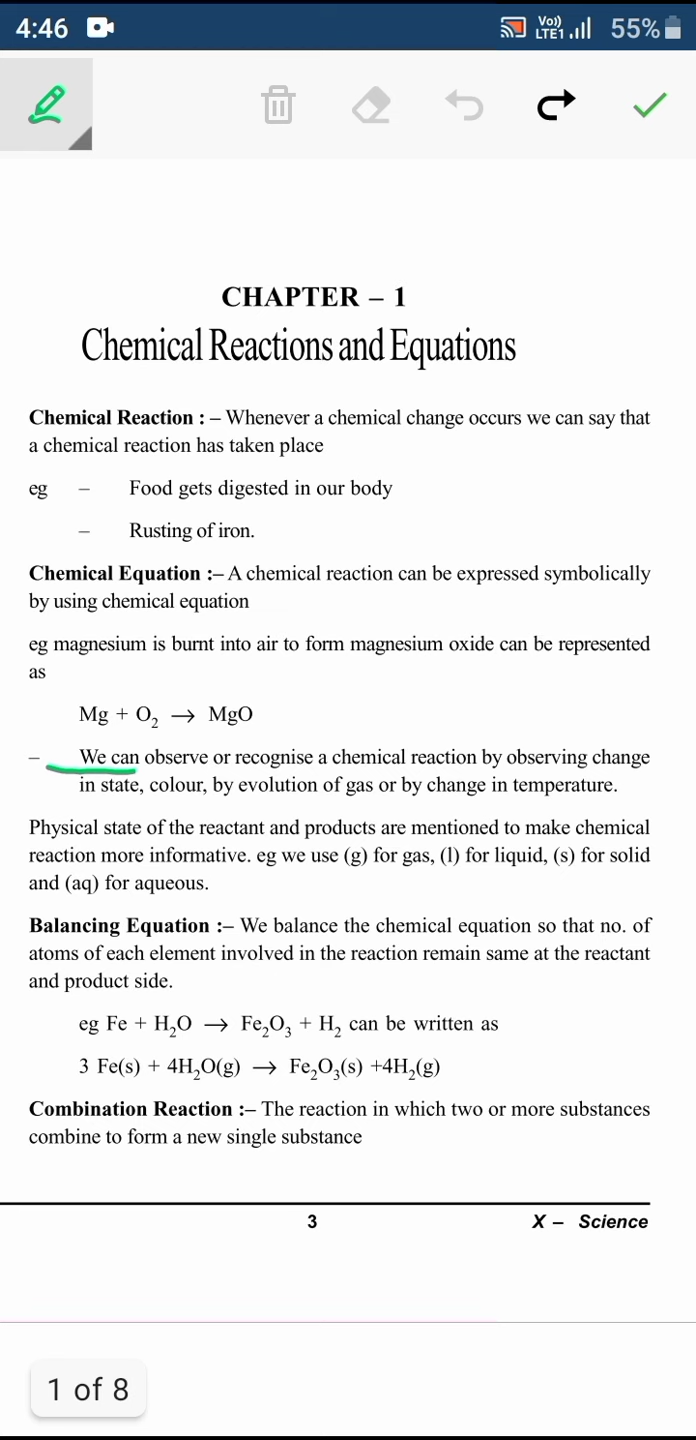 4:46 Vo)) LTE1 55%
CHAPTER – 1
Chemical Reactions and Equations
Chemical Reaction : – Whenever a chemical change occurs we can say that
a chemical reaction has taken place
eg – Food gets digested in our body
– Rusting of iron.
Chemical Equation :– A chemical reaction can be expressed symbolically
by using chemical equation
eg magnesium is burnt into air to form magnesium oxide can be represented
as
Mg + O₂ → MgO
– We can observe or recognise a chemical reaction by observing change
in state, colour, by evolution of gas or by change in temperature.
Physical state of the reactant and products are mentioned to make chemical
reaction more informative. eg we use (g) for gas, (l) for liquid, (s) for solid
and (aq) for aqueous.
Balancing Equation :– We balance the chemical equation so that no. of
atoms of each element involved in the reaction remain same at the reactant
and product side.
eg Fe + H₂O → Fe₂O₃ + H₂ can be written as
3 Fe(s) + 4H₂O(g) → Fe₂O₃(s) +4H₂(g)
Combination Reaction :– The reaction in which two or more substances
combine to form a new single substance
3 X – Science
1 of 8